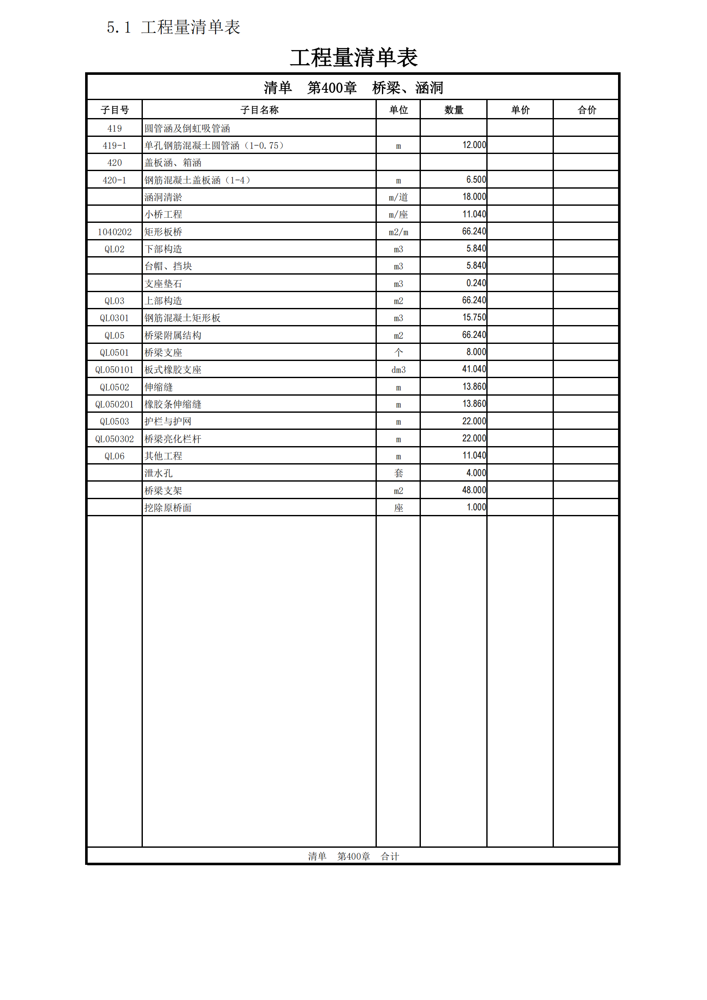 5.1 工程量清单表
工程量清单表
清单 第400章 桥梁、涵洞
子目号 子目名称 单位 数量 单价 合价
419 圆管涵及倒虹吸管涵
419-1 单孔钢筋混凝土圆管涵（1-0.75） m 12.000
420 盖板涵、箱涵
420-1 钢筋混凝土盖板涵（1-4） m 6.500
涵洞清淤 m/道 18.000
小桥工程 m/座 11.040
1040202 矩形板桥 m2/m 66.240
QL02 下部构造 m3 5.840
台帽、挡块 m3 5.840
支座垫石 m3 0.240
QL03 上部构造 m2 66.240
QL0301 钢筋混凝土矩形板 m3 15.750
QL05 桥梁附属结构 m2 66.240
QL0501 桥梁支座 个 8.000
QL050101 板式橡胶支座 dm3 41.040
QL0502 伸缩缝 m 13.860
QL050201 橡胶条伸缩缝 m 13.860
QL0503 护栏与护网 m 22.000
QL050302 桥梁亮化栏杆 m 22.000
QL06 其他工程 m 11.040
泄水孔 套 4.000
桥梁支架 m2 48.000
挖除原桥面 座 1.000
清单 第400章 合计